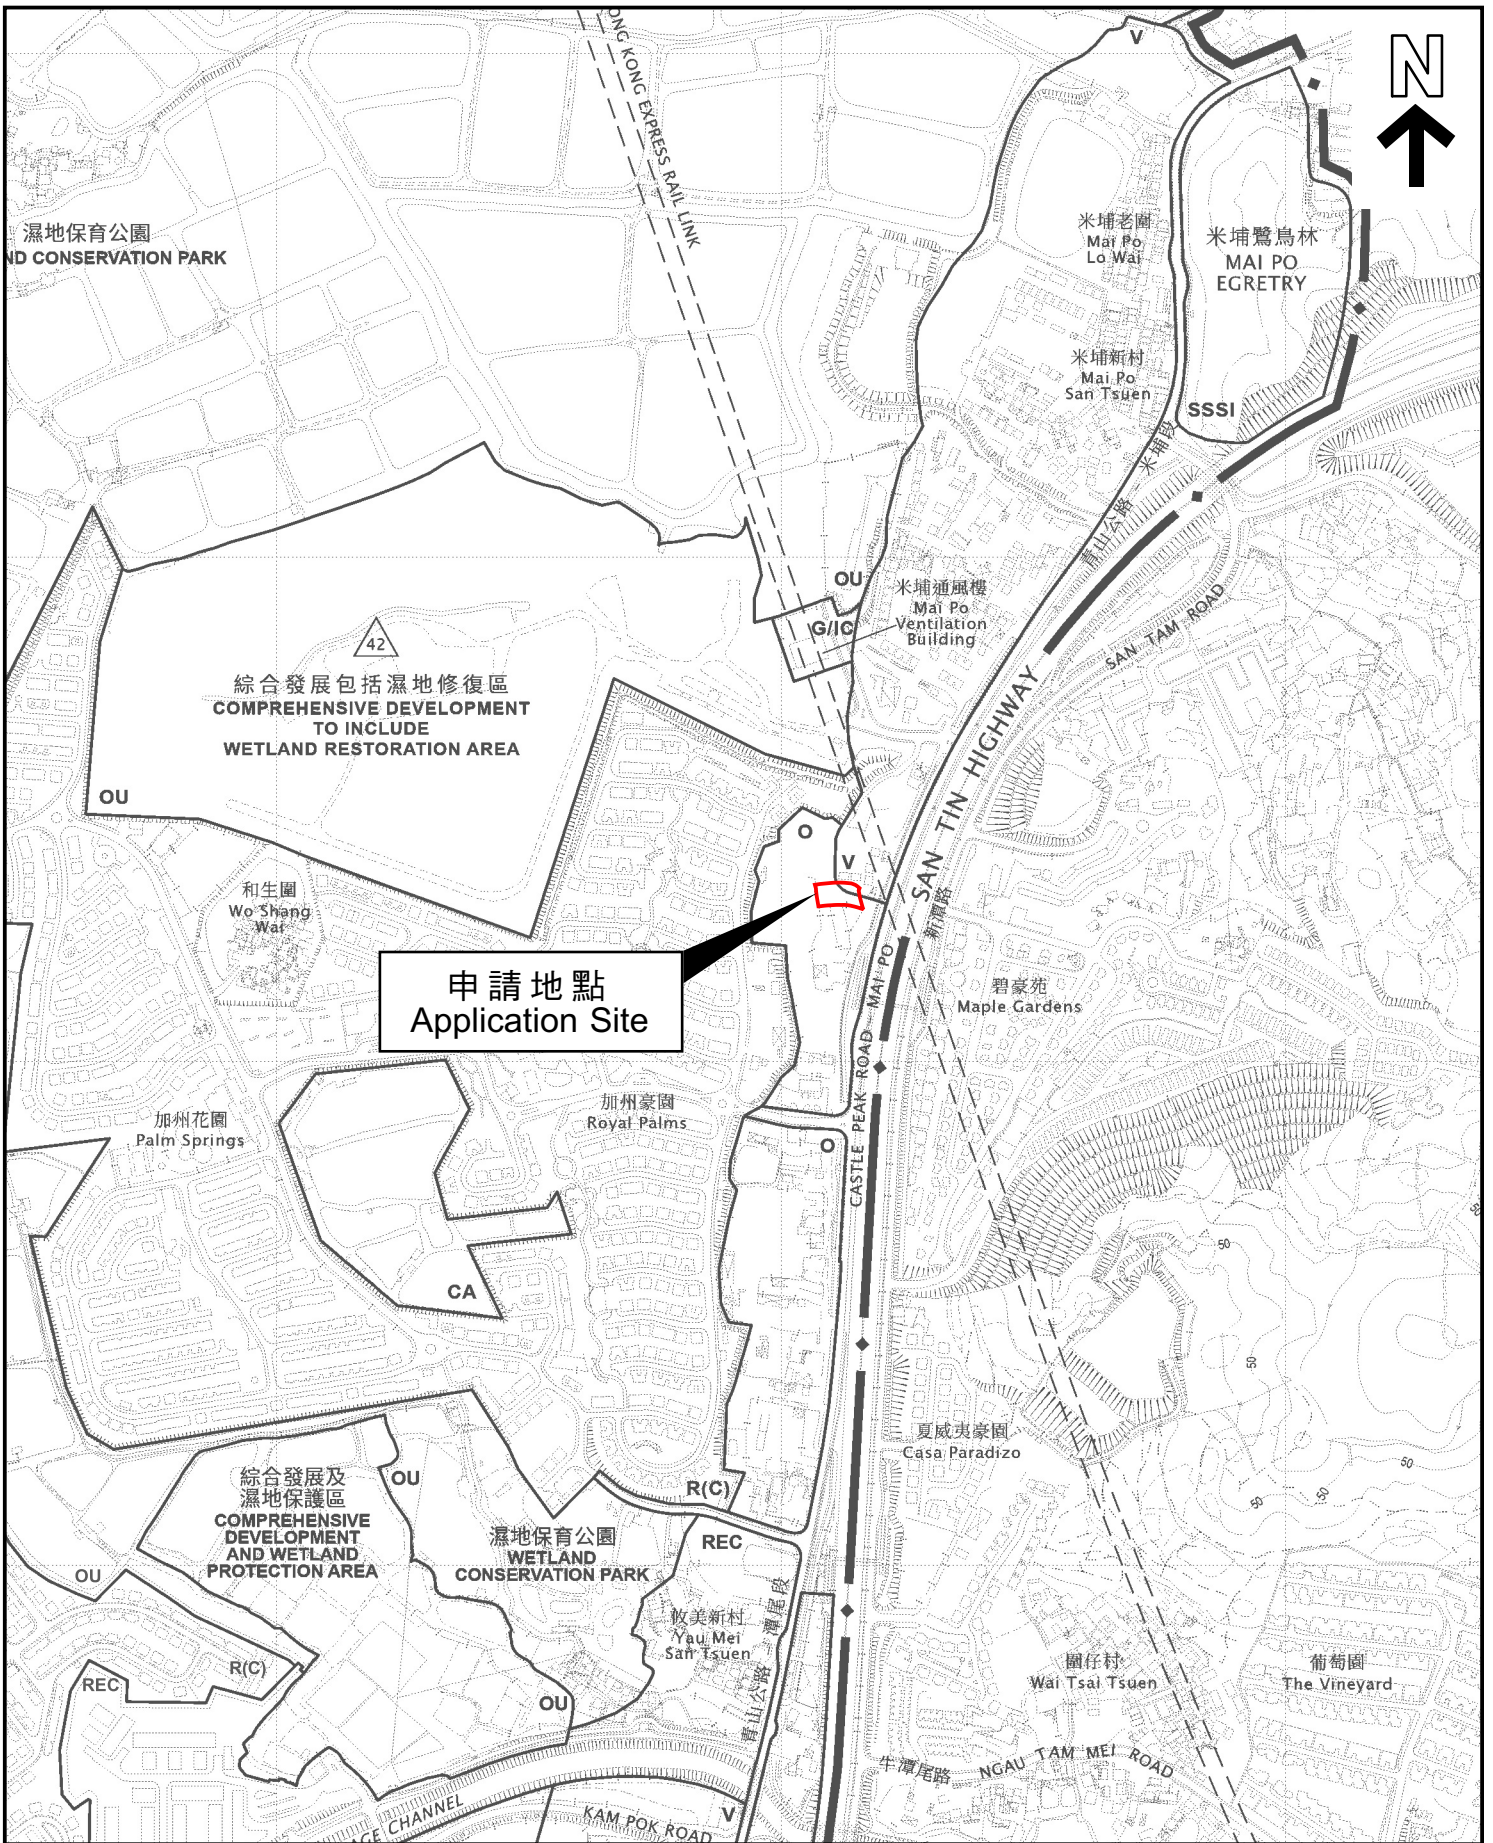 N
V
ONG KONG EXPRESS RAIL LINK
濕地保育公園
ND CONSERVATION PARK
米埔老圍
Mai Po
Lo Wai
米埔鷺鳥林
MAI PO
EGRETRY
米埔新村
Mai Po
San Tsuen
SSSI
青山公路 - 米埔段
OU
米埔通風樓
Mai Po
Ventilation
Building
G/IC
SAN TAM ROAD
42
綜合發展包括濕地修復區
COMPREHENSIVE DEVELOPMENT
TO INCLUDE
WETLAND RESTORATION AREA
OU
SAN TIN HIGHWAY
O
V
和生圍
Wo Shang
Wai
新潭路
申請地點
Application Site
碧豪苑
Maple Gardens
CASTLE PEAK ROAD - MAI PO
加州花園
Palm Springs
加州豪園
Royal Palms
O
50
50
CA
50
夏威夷豪園
Casa Paradizo
50
50
50
綜合發展及
濕地保護區
COMPREHENSIVE
DEVELOPMENT
AND WETLAND
PROTECTION AREA
OU
R(C)
濕地保育公園
WETLAND
CONSERVATION PARK
REC
OU
攸美新村
Yau Mei
San Tsuen
青山公路 - 潭尾段
R(C)
REC
OU
圍仔村
Wai Tsai Tsuen
葡萄園
The Vineyard
牛潭尾路 NGAU TAM MEI ROAD
AGE CHANNEL
KAM POK ROAD
V